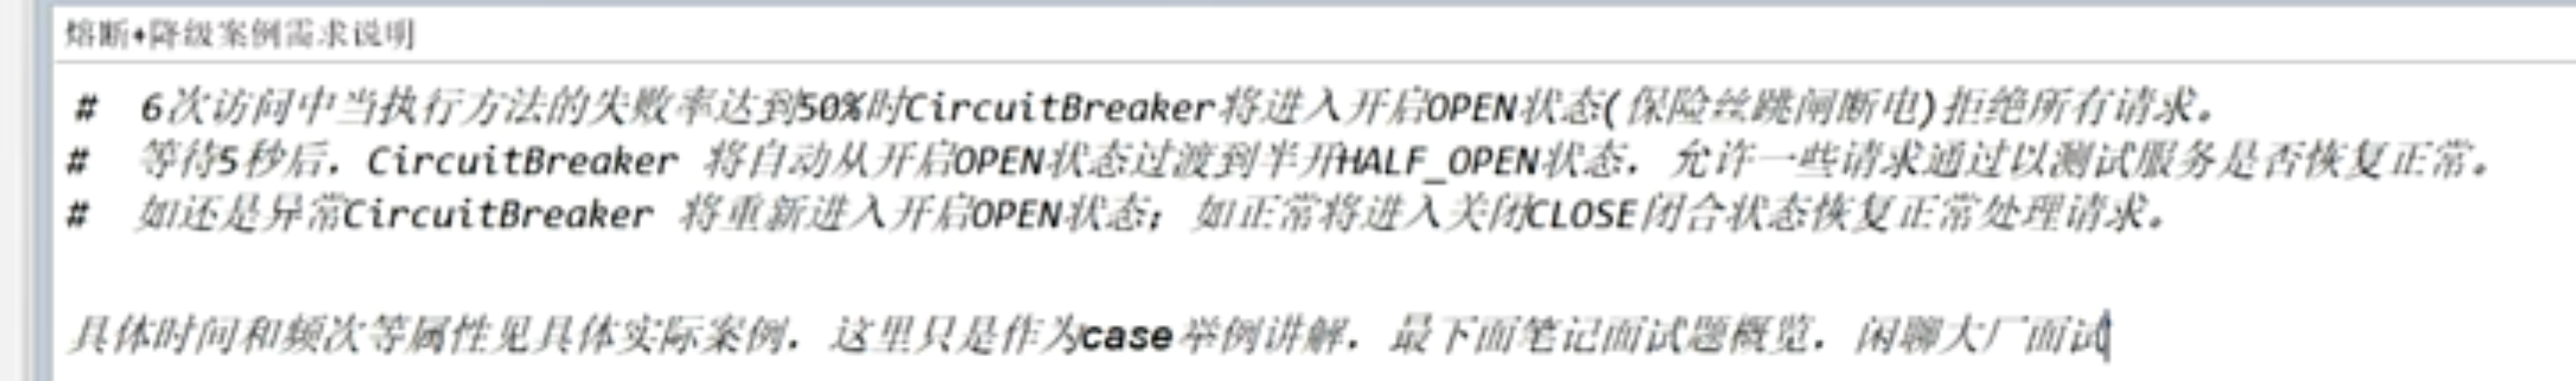 熔断+降级案例需求说明
#  6次访问中当执行方法的失败率达到50%时CircuitBreaker将进入开启OPEN状态(保险丝跳闸断电)拒绝所有请求。
#  等待5秒后，CircuitBreaker 将自动从开启OPEN状态过渡到半开HALF_OPEN状态，允许一些请求通过以测试服务是否恢复正常。
#  如还是异常CircuitBreaker 将重新进入开启OPEN状态；如正常将进入关闭CLOSE闭合状态恢复正常处理请求。
具体时间和频次等属性见具体实际案例，这里只是作为case举例讲解，最下面笔记面试题概览，闲聊大厂面试